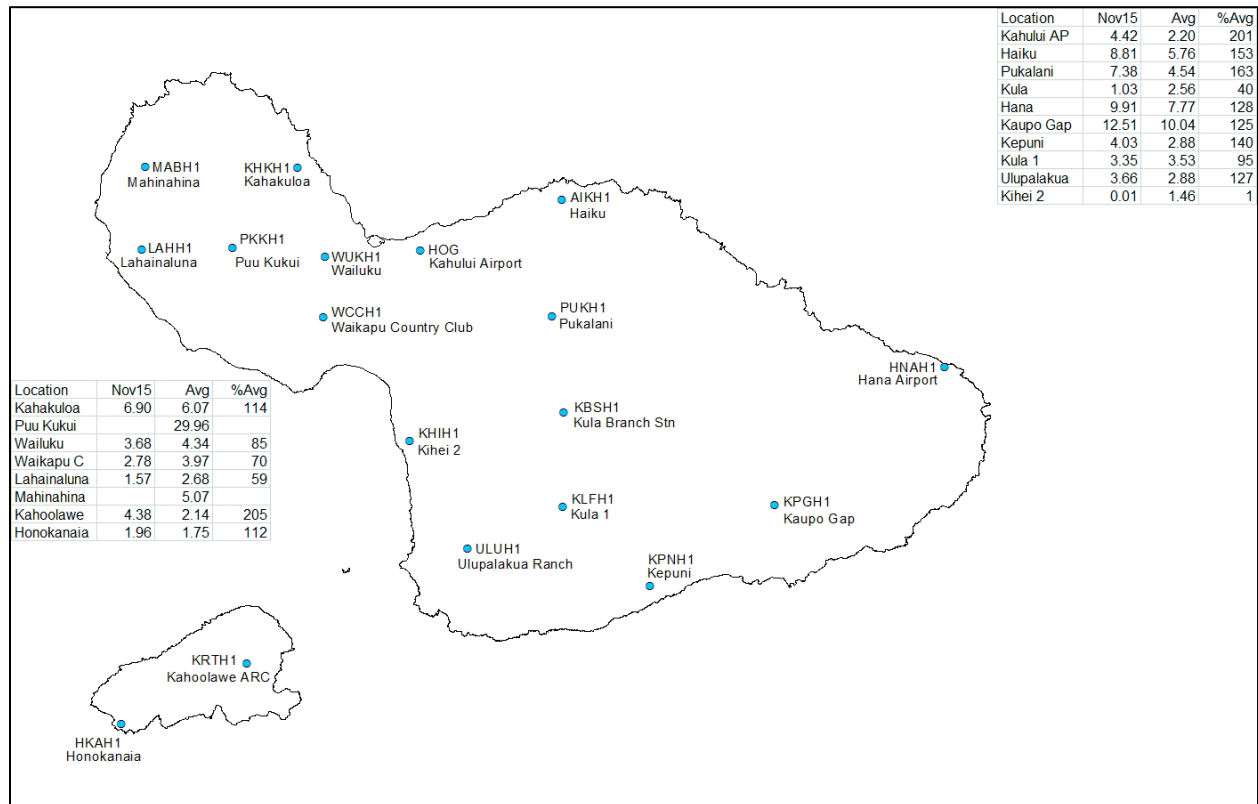 Location Nov15 Avg %Avg
Kahului AP 4.42 2.20 201
Haiku 8.81 5.76 153
Pukalani 7.38 4.54 163
Kula 1.03 2.56 40
Hana 9.91 7.77 128
Kaupo Gap 12.51 10.04 125
Kepuni 4.03 2.88 140
Kula 1 3.35 3.53 95
Ulupalakua 3.66 2.88 127
Kihei 2 0.01 1.46 1
MABH1
Mahinahina
KHKH1
Kahakuloa
AIKH1
Haiku
LAHH1
Lahainaluna
PKKH1
Puu Kukui
WUKH1
Wailuku
HOG
Kahului Airport
WCCH1
Waikapu Country Club
PUKH1
Pukalani
HNAH1
Hana Airport
Location Nov15 Avg %Avg
Kahakuloa 6.90 6.07 114
Puu Kukui 29.96
Wailuku 3.68 4.34 85
Waikapu C 2.78 3.97 70
Lahainaluna 1.57 2.68 59
Mahinahina 5.07
Kahoolawe 4.38 2.14 205
Honokanaia 1.96 1.75 112
KBSH1
Kula Branch Stn
KHIH1
Kihei 2
KLFH1
Kula 1
KPGH1
Kaupo Gap
ULUH1
Ulupalakua Ranch
KPNH1
Kepuni
KRTH1
Kahoolawe ARC
HKAH1
Honokanaia